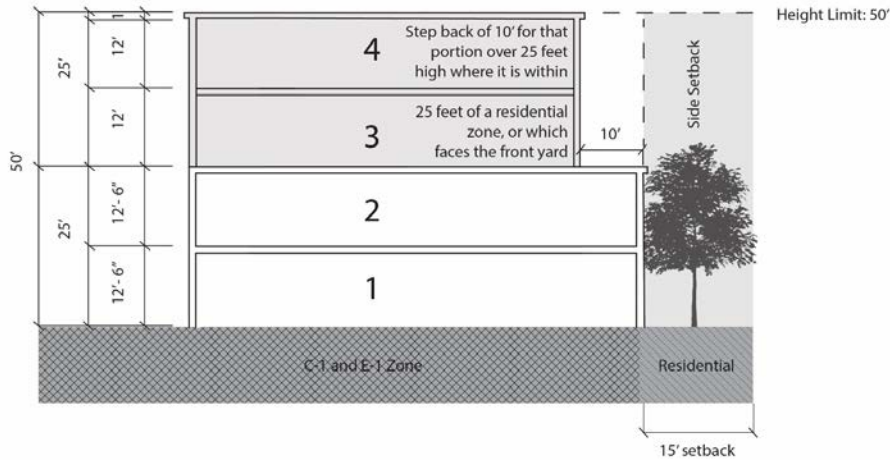 Height Limit: 50'
1'
12'
12'
25'
50'
12'- 6"
12'- 6"
25'
4
Step back of 10' for that
portion over 25 feet
high where it is within
3
25 feet of a residential
zone, or which
faces the front yard
10'
Side Setback
2
1
C-1 and E-1 Zone
Residential
15' setback